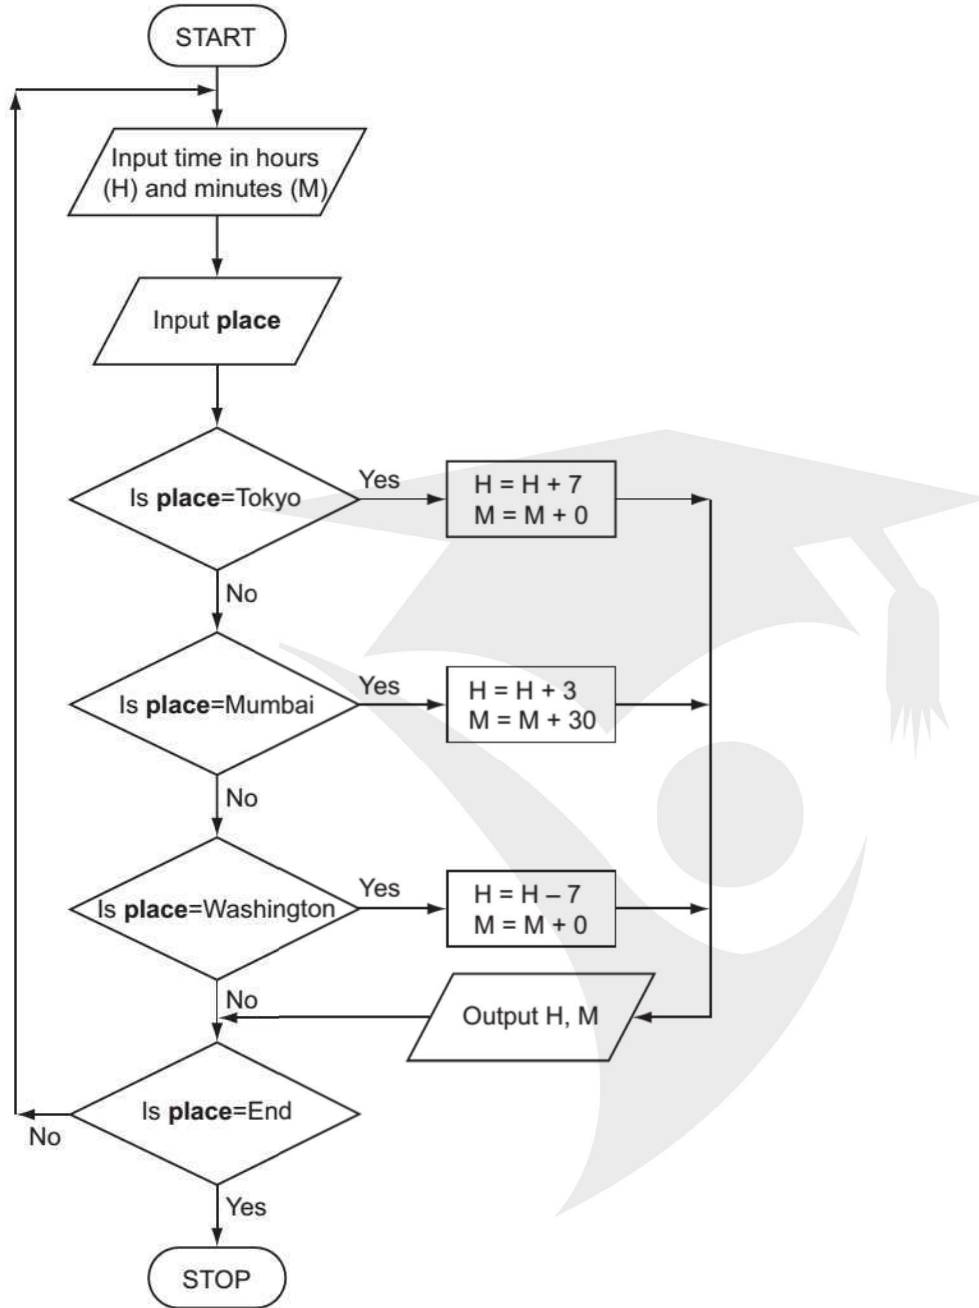 START
Input time in hours
(H) and minutes (M)
Input place
Is place=Tokyo
Yes
H = H + 7
M = M + 0
No
Is place=Mumbai
Yes
H = H + 3
M = M + 30
No
Is place=Washington
Yes
H = H – 7
M = M + 0
No
Output H, M
Is place=End
No
Yes
STOP